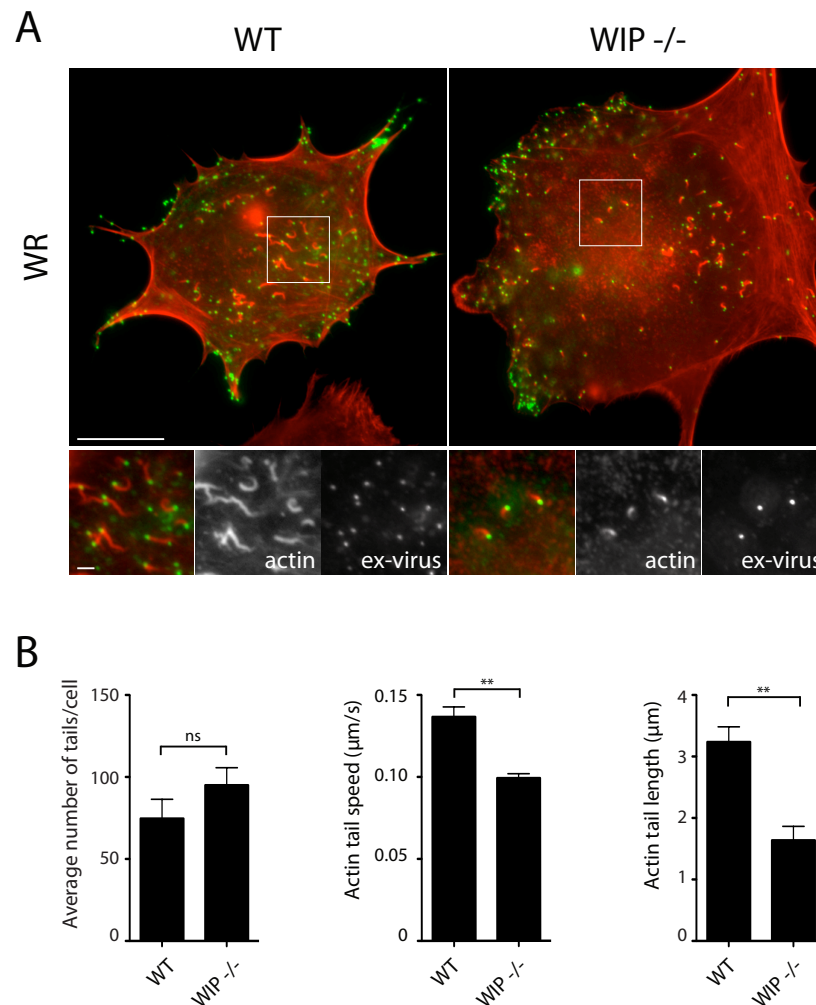 A
WT
WIP -/-
WR
actin
ex-virus
actin
ex-virus
B
Average number of tails/cell
150
100
50
0
ns
WT
WIP -/-
Actin tail speed (μm/s)
0.15
0.10
0.05
0
**
WT
WIP -/-
Actin tail length (μm)
4
3
2
1
0
**
WT
WIP -/-